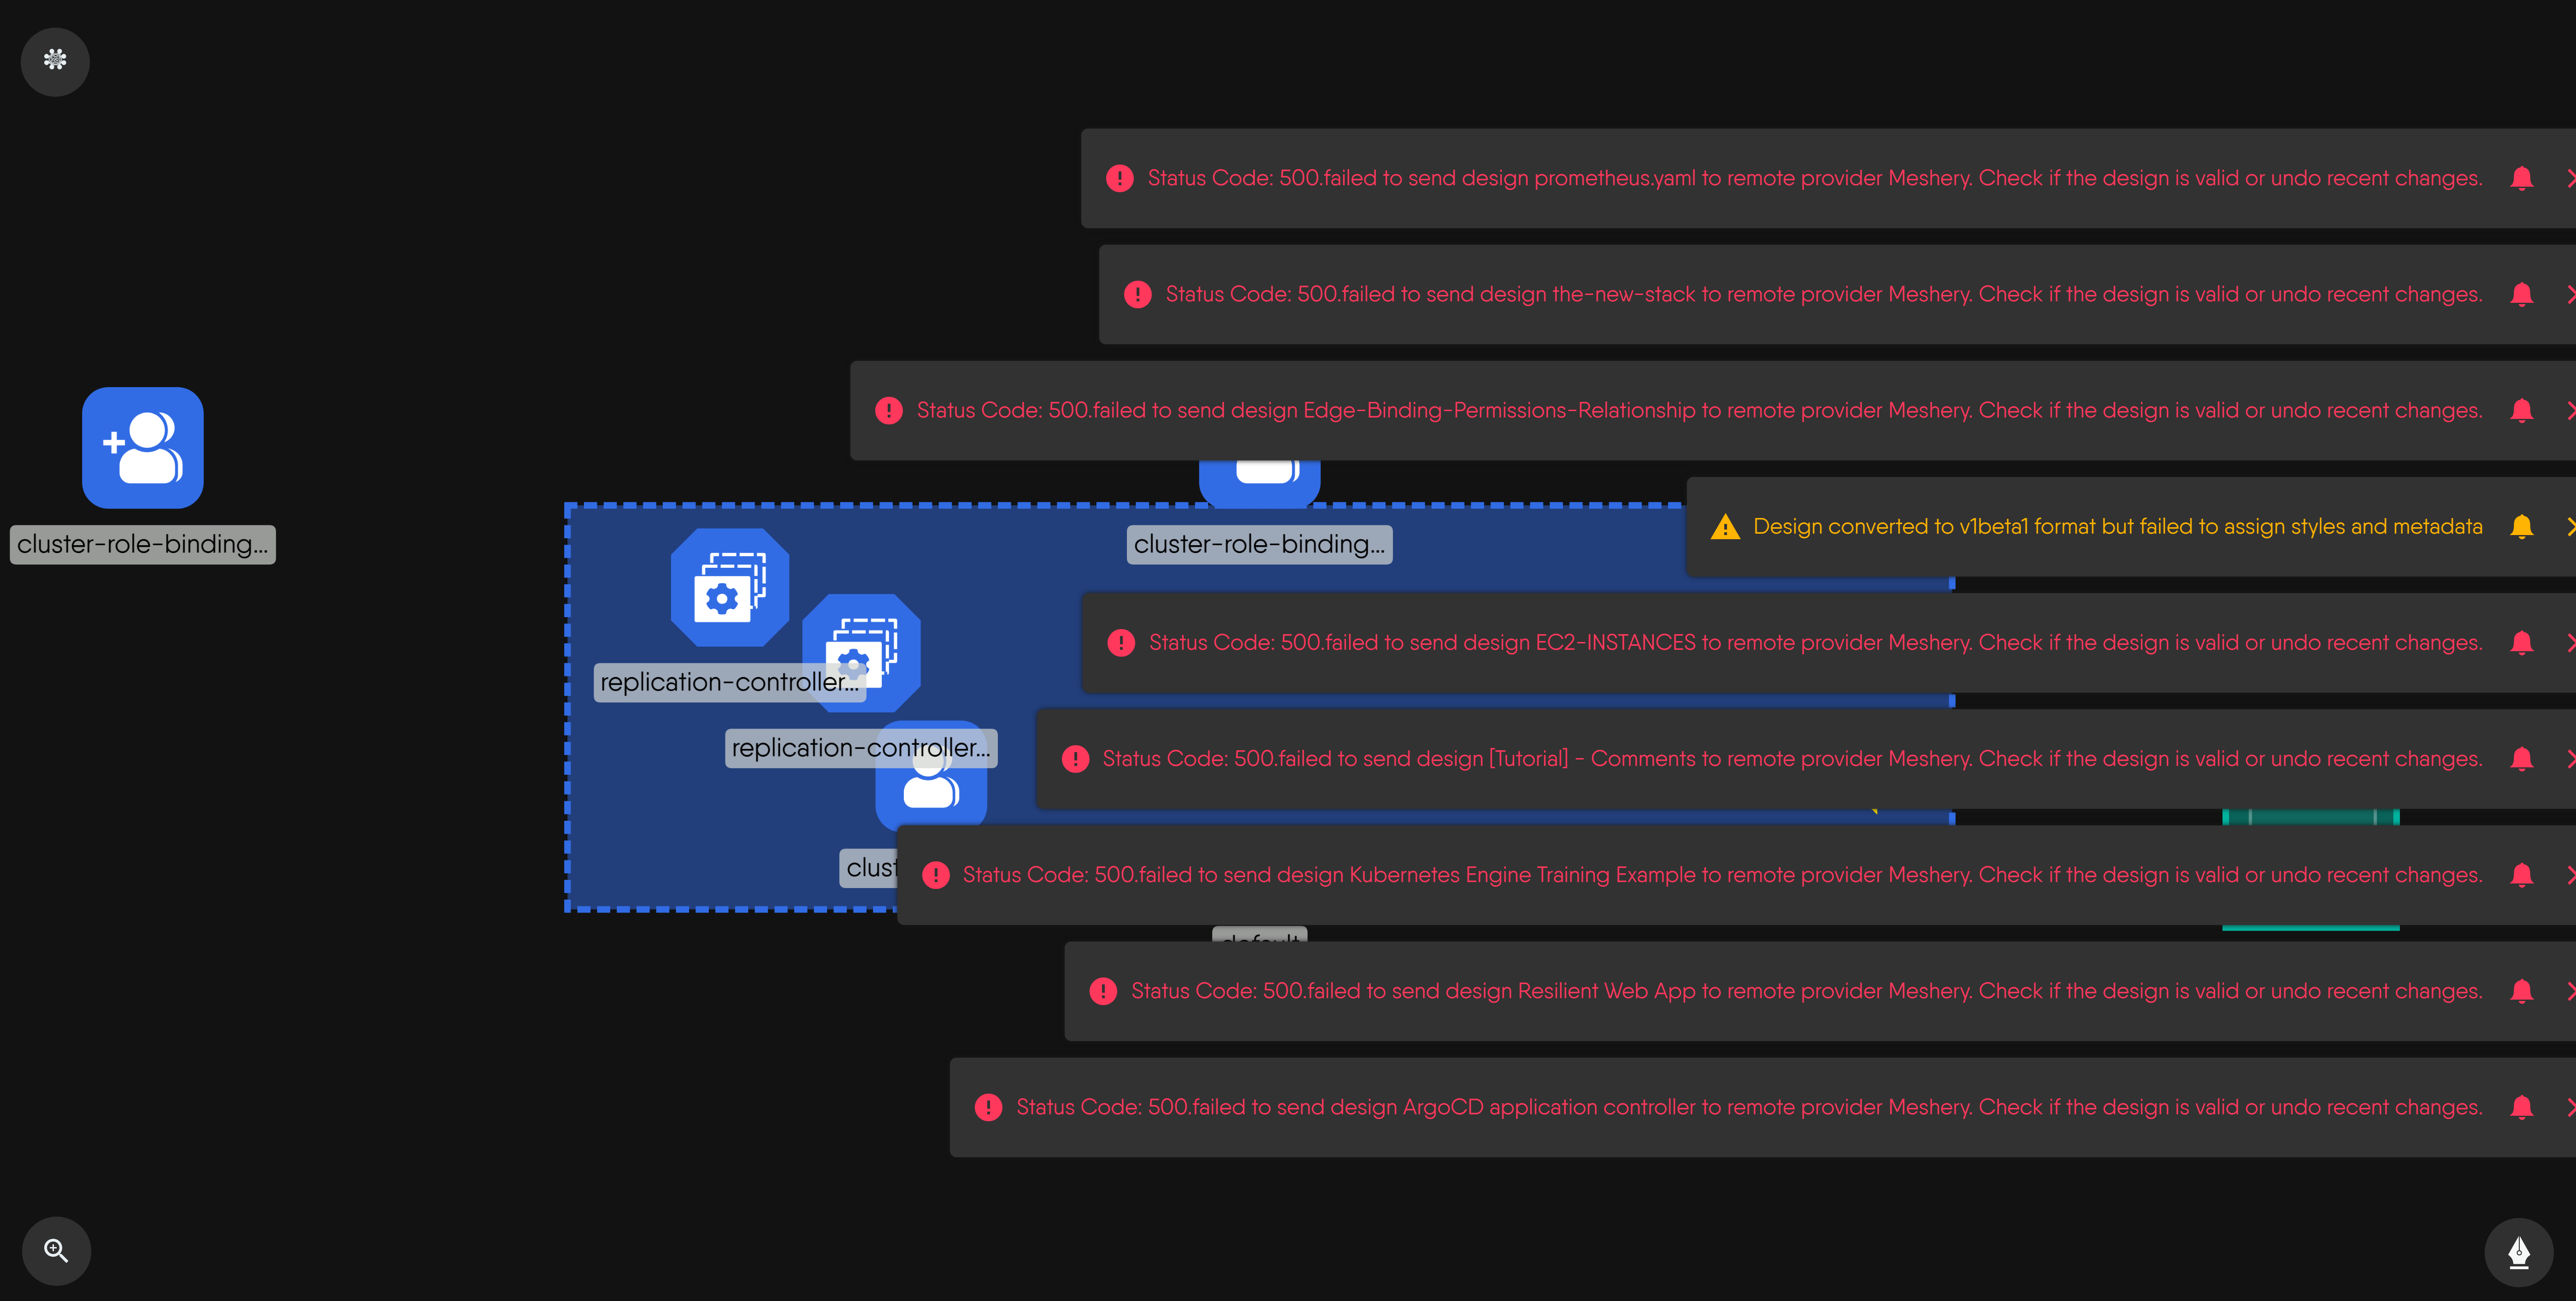 Status Code: 500.failed to send design prometheus.yaml to remote provider Meshery. Check if the design is valid or undo recent changes.
Status Code: 500.failed to send design the-new-stack to remote provider Meshery. Check if the design is valid or undo recent changes.
Status Code: 500.failed to send design Edge-Binding-Permissions-Relationship to remote provider Meshery. Check if the design is valid or undo recent changes.
Design converted to v1beta1 format but failed to assign styles and metadata
cluster-role-binding...
cluster-role-binding...
Status Code: 500.failed to send design EC2-INSTANCES to remote provider Meshery. Check if the design is valid or undo recent changes.
replication-controller...
replication-controller...
Status Code: 500.failed to send design [Tutorial] - Comments to remote provider Meshery. Check if the design is valid or undo recent changes.
clust
Status Code: 500.failed to send design Kubernetes Engine Training Example to remote provider Meshery. Check if the design is valid or undo recent changes.
default
Status Code: 500.failed to send design Resilient Web App to remote provider Meshery. Check if the design is valid or undo recent changes.
Status Code: 500.failed to send design ArgoCD application controller to remote provider Meshery. Check if the design is valid or undo recent changes.